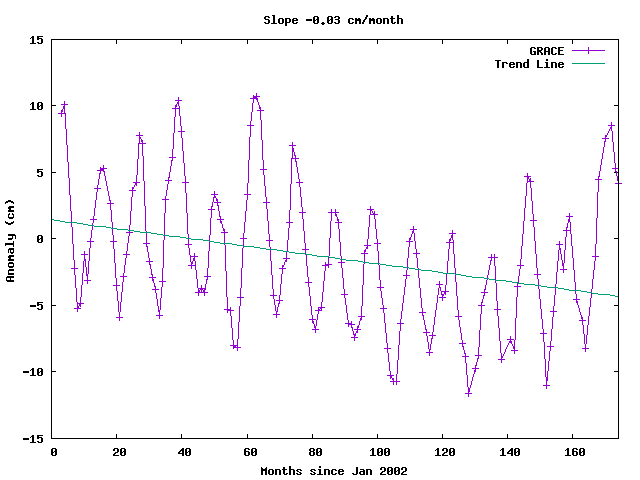 Slope -0.03 cm/month
GRACE
Trend Line
15
10
5
0
-5
-10
-15
Anomaly (cm)
0 20 40 60 80 100 120 140 160
Months since Jan 2002